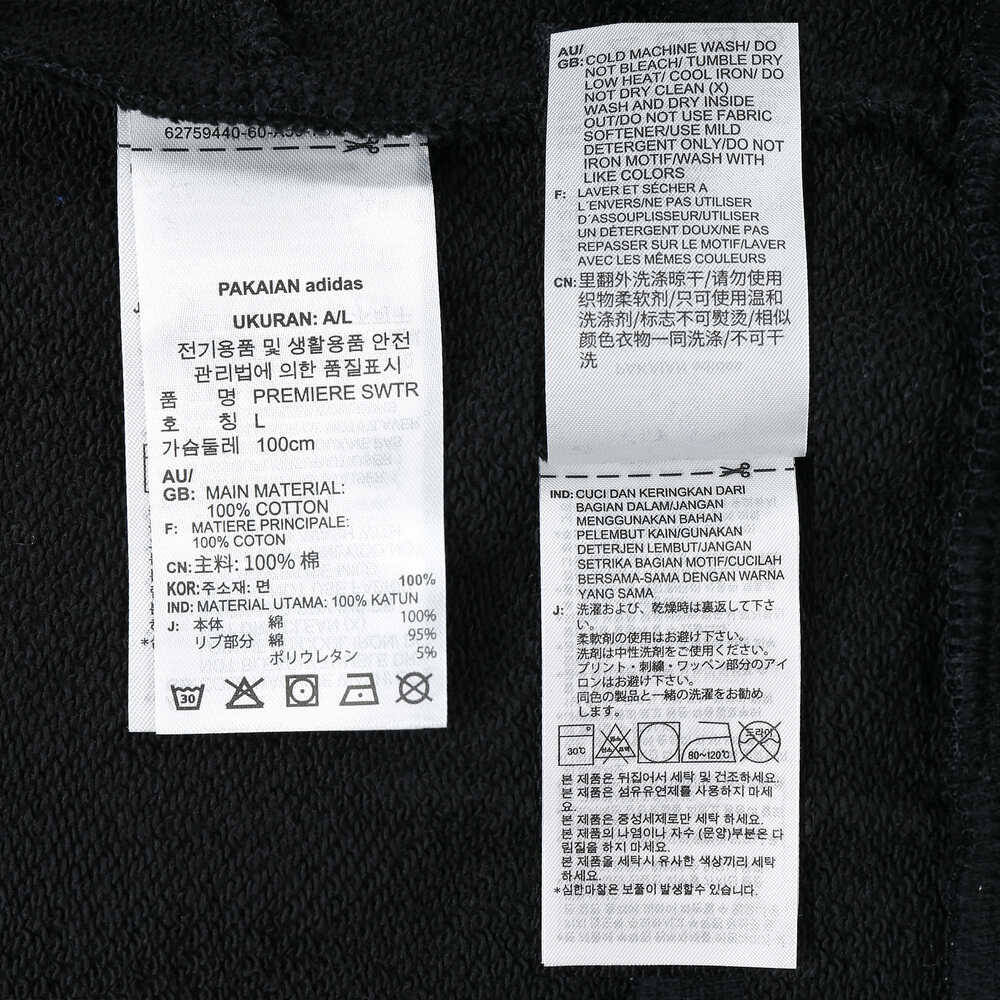 62759440-60-A
PAKAIAN adidas
UKURAN: A/L
전기용품 및 생활용품 안전
관리법에 의한 품질표시
품 명 PREMIERE SWTR
호 칭 L
가슴둘레 100cm
AU/
GB: MAIN MATERIAL:
100% COTTON
F: MATIERE PRINCIPALE:
100% COTON
CN: 主料: 100% 棉
KOR: 주소재: 면 100%
IND: MATERIAL UTAMA: 100% KATUN
J: 本体 綿 100%
リブ部分 綿 95%
ポリウレタン 5%
30
AU/
GB: COLD MACHINE WASH/ DO
NOT BLEACH/ TUMBLE DRY
LOW HEAT/ COOL IRON/ DO
NOT DRY CLEAN (X)
WASH AND DRY INSIDE
OUT/DO NOT USE FABRIC
SOFTENER/USE MILD
DETERGENT ONLY/DO NOT
IRON MOTIF/WASH WITH
LIKE COLORS
F: LAVER ET SÉCHER A
L´ENVERS/NE PAS UTILISER
D´ASSOUPLISSEUR/UTILISER
UN DÉTERGENT DOUX/NE PAS
REPASSER SUR LE MOTIF/LAVER
AVEC LES MÊMES COULEURS
CN: 里翻外洗涤晾干/请勿使用
织物柔软剂/只可使用温和
洗涤剂/标志不可熨烫/相似
颜色衣物一同洗涤/不可干
洗
IND: CUCI DAN KERINGKAN DARI
BAGIAN DALAM/JANGAN
MENGGUNAKAN BAHAN
PELEMBUT KAIN/GUNAKAN
DETERJEN LEMBUT/JANGAN
SETRIKA BAGIAN MOTIF/CUCILAH
BERSAMA-SAMA DENGAN WARNA
YANG SAMA
J: 洗濯および、乾燥時は裏返して下さ
い。
柔軟剤の使用はお避け下さい。
洗剤は中性洗剤をご使用ください。
プリント・刺繍・ワッペン部分のアイ
ロンはお避け下さい。
同色の製品と一緒の洗濯をお勧め
します。
30℃ 염소 산소 표백 80~120℃ 드라이
본 제품은 뒤집어서 세탁 및 건조하세요.
본 제품은 섬유유연제를 사용하지 마세
요.
본 제품은 중성세제로만 세탁 하세요.
본 제품의 나염이나 자수 (문양)부분은 다
림질을 하지 마세요.
본 제품을 세탁시 유사한 색상끼리 세탁
하세요.
*심한마찰은 보풀이 발생할수 있습니다.